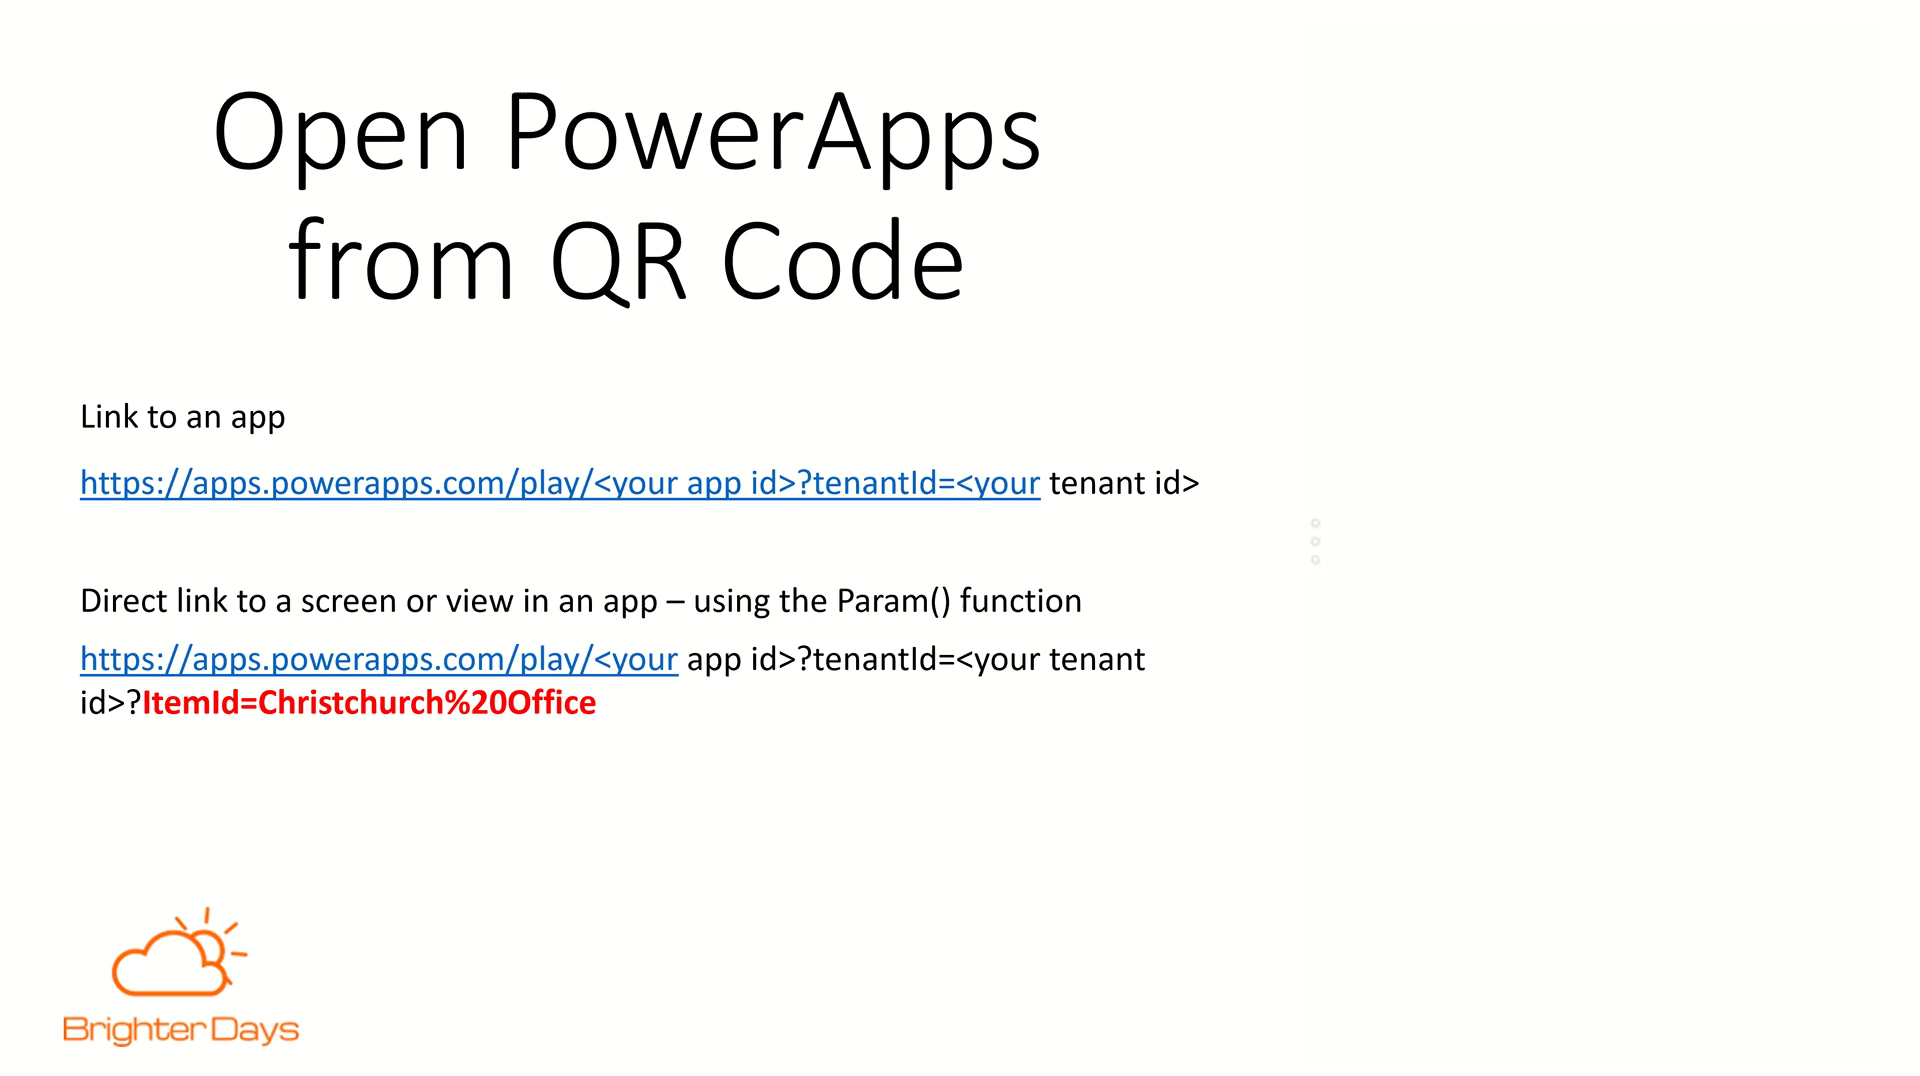 Open PowerApps
from QR Code
Link to an app
https://apps.powerapps.com/play/<your app id>?tenantId=<your tenant id>
Direct link to a screen or view in an app – using the Param() function
https://apps.powerapps.com/play/<your app id>?tenantId=<your tenant
id>?ItemId=Christchurch%20Office
Brighter Days